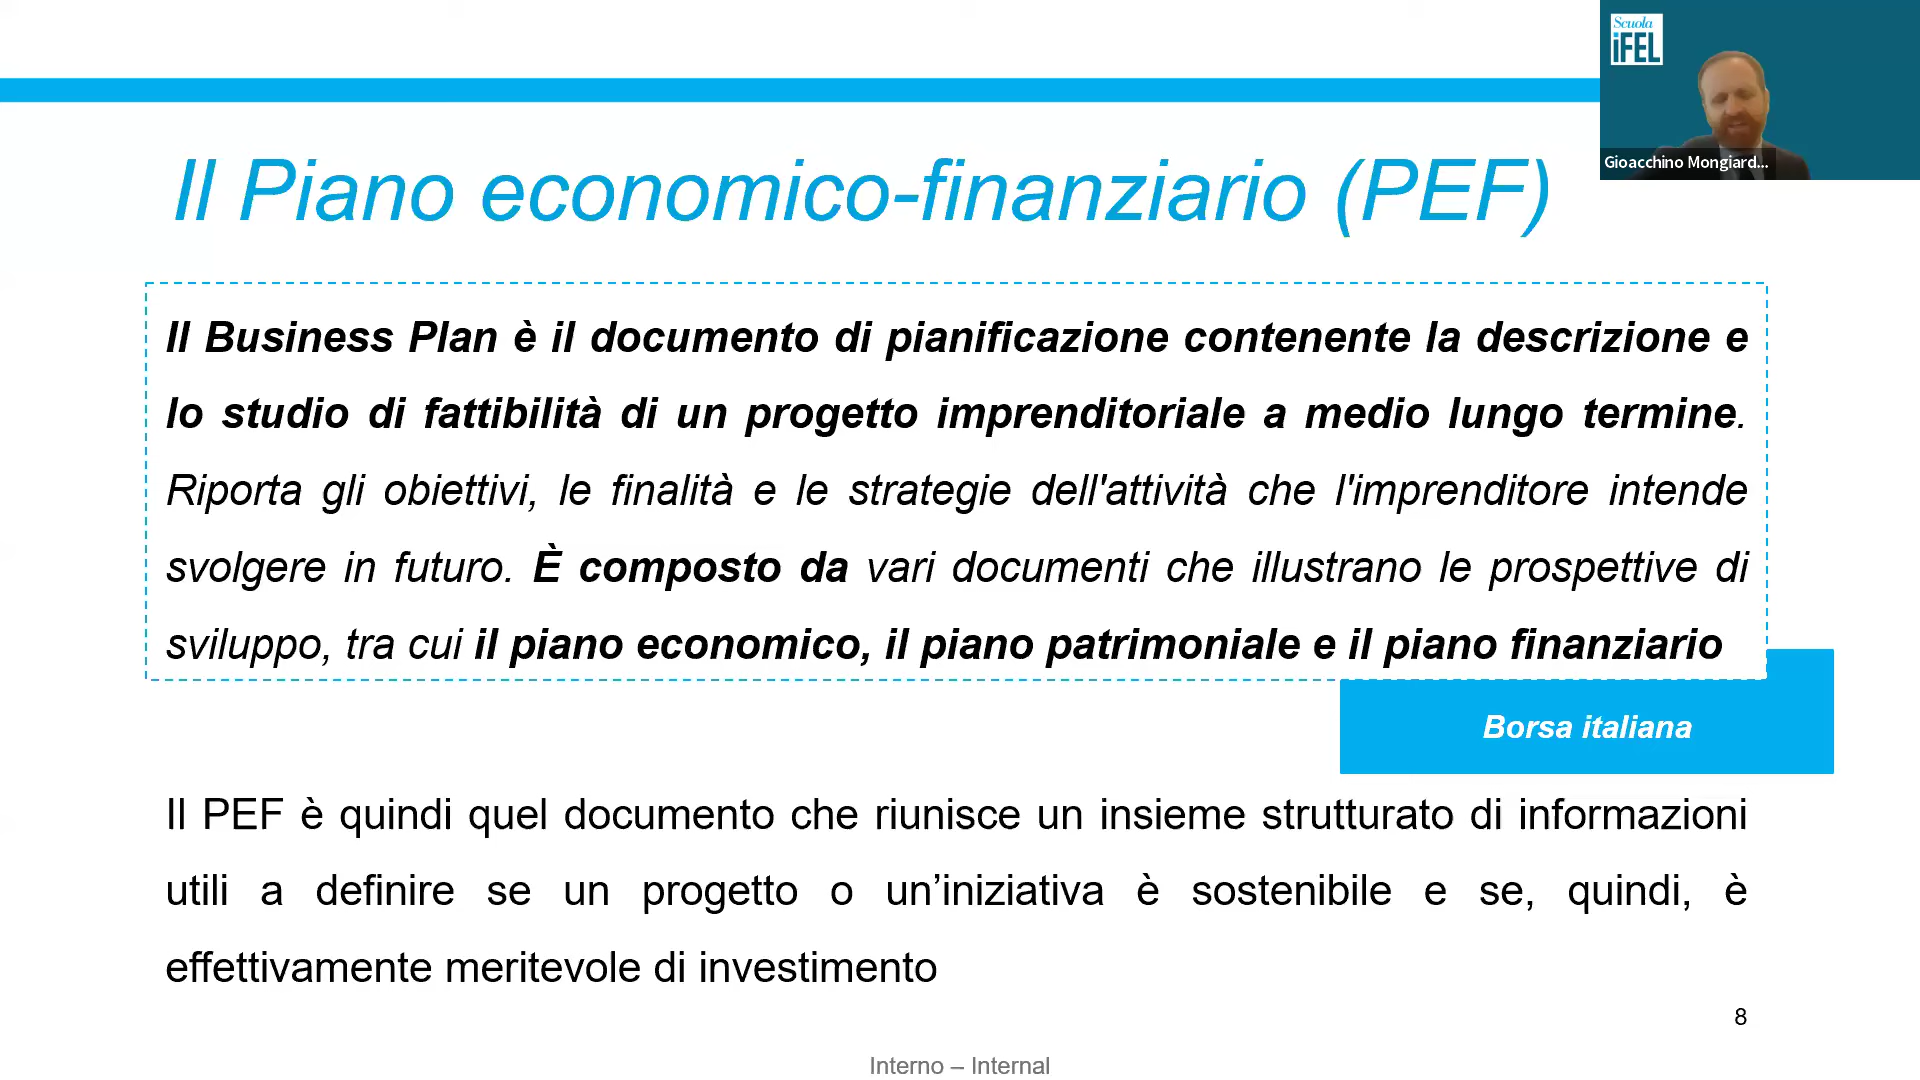 Scuola
iFEL
Gioacchino Mongiard...
Il Piano economico-finanziario (PEF)
Il Business Plan è il documento di pianificazione contenente la descrizione e
lo studio di fattibilità di un progetto imprenditoriale a medio lungo termine.
Riporta gli obiettivi, le finalità e le strategie dell'attività che l'imprenditore intende
svolgere in futuro. È composto da vari documenti che illustrano le prospettive di
sviluppo, tra cui il piano economico, il piano patrimoniale e il piano finanziario
Borsa italiana
Il PEF è quindi quel documento che riunisce un insieme strutturato di informazioni
utili a definire se un progetto o un’iniziativa è sostenibile e se, quindi, è
effettivamente meritevole di investimento
8
Interno – Internal